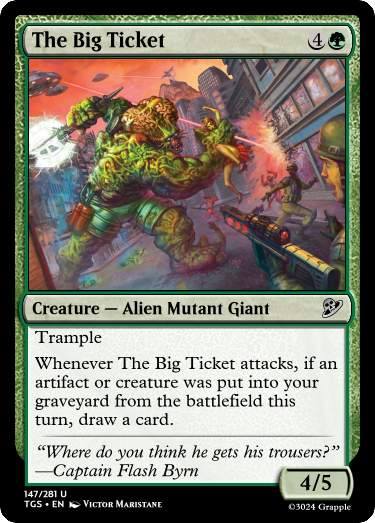 The Big Ticket 4
Creature — Alien Mutant Giant
Trample
Whenever The Big Ticket attacks, if an
artifact or creature was put into your
graveyard from the battlefield this
turn, draw a card.
“Where do you think he gets his trousers?”
—Captain Flash Byrn
4/5
147/281 U
TGS • EN Victor Maristane
©3024 Grapple